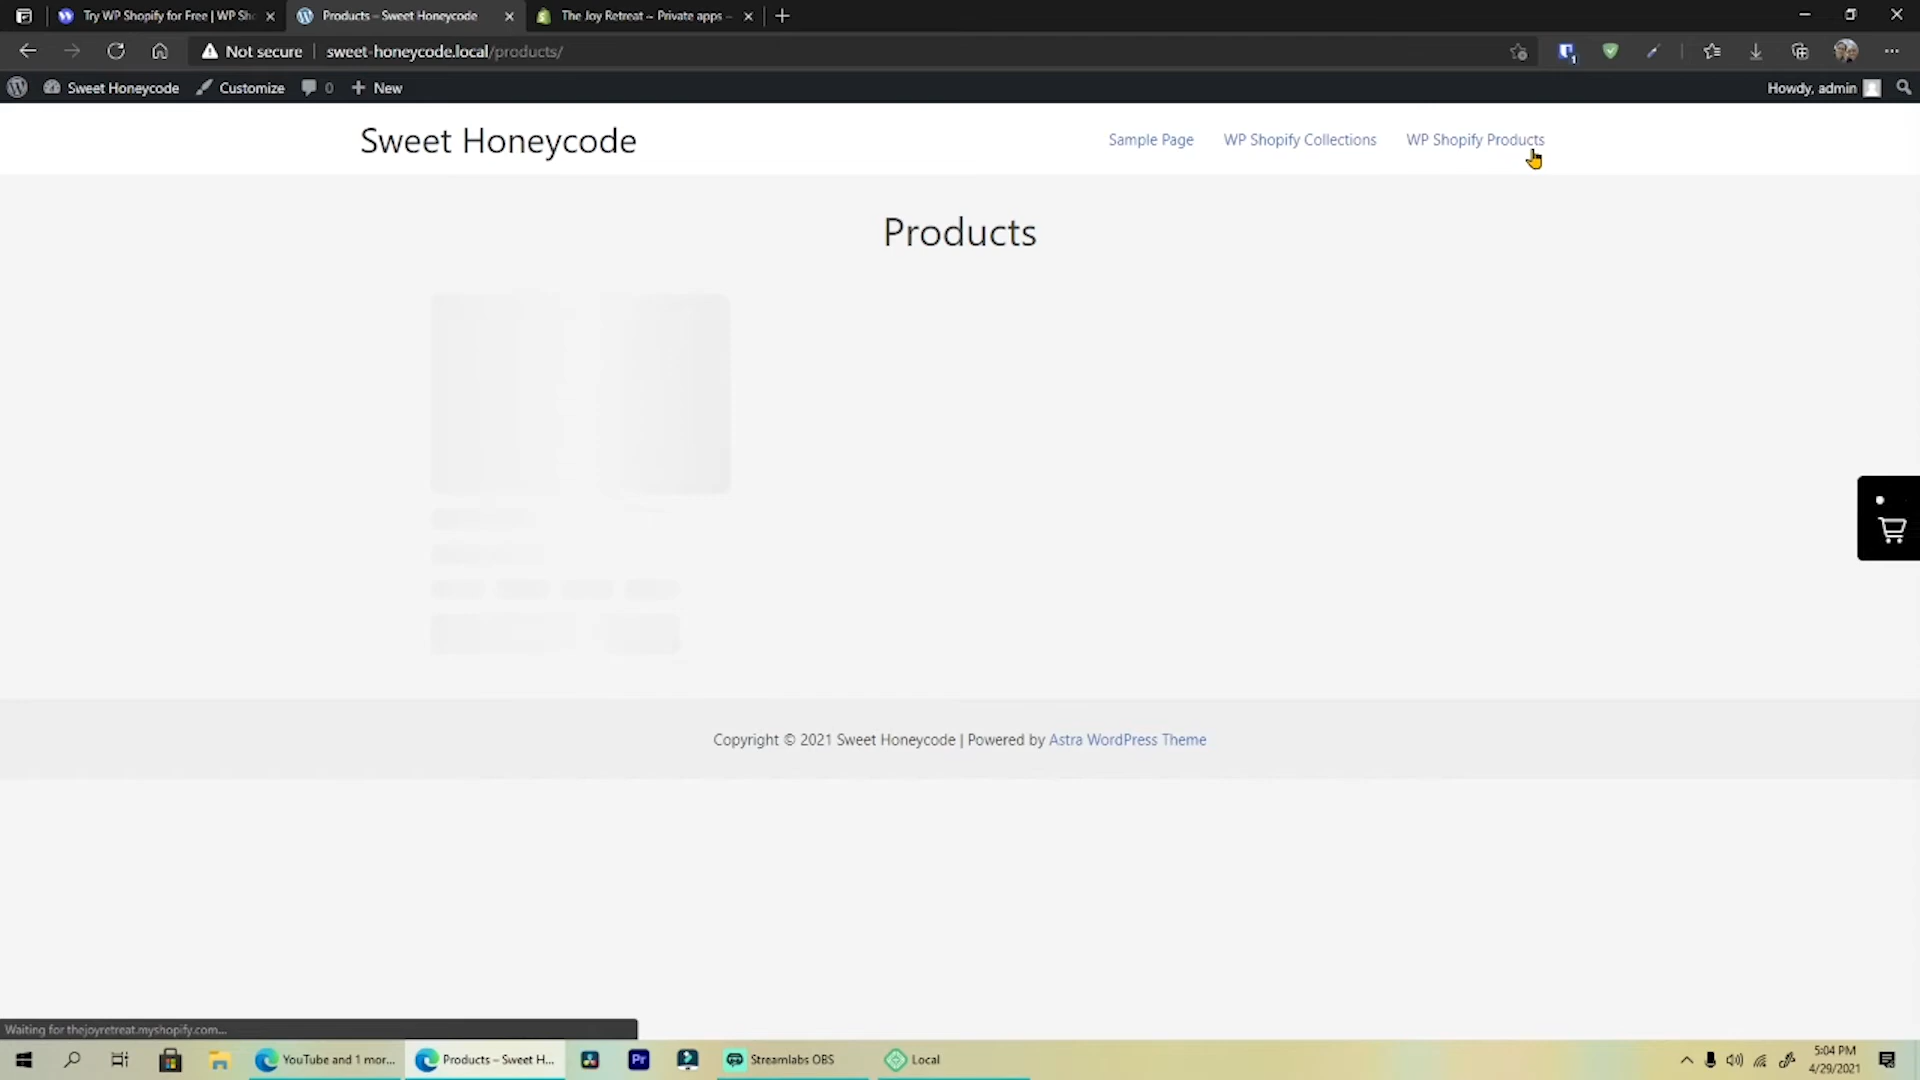 Try WP Shopify for Free | WP Sho
Products – Sweet Honeycode
The Joy Retreat ~ Private apps –
Not secure
sweet-honeycode.local/products/
Sweet Honeycode
Customize
0
New
Howdy, admin
Sweet Honeycode
Sample Page
WP Shopify Collections
WP Shopify Products
Products
Copyright © 2021 Sweet Honeycode | Powered by Astra WordPress Theme
Waiting for thejoyretreat.myshopify.com...
YouTube and 1 mor...
Products – Sweet H...
Pr
Streamlabs OBS
Local
5:04 PM
4/29/2021